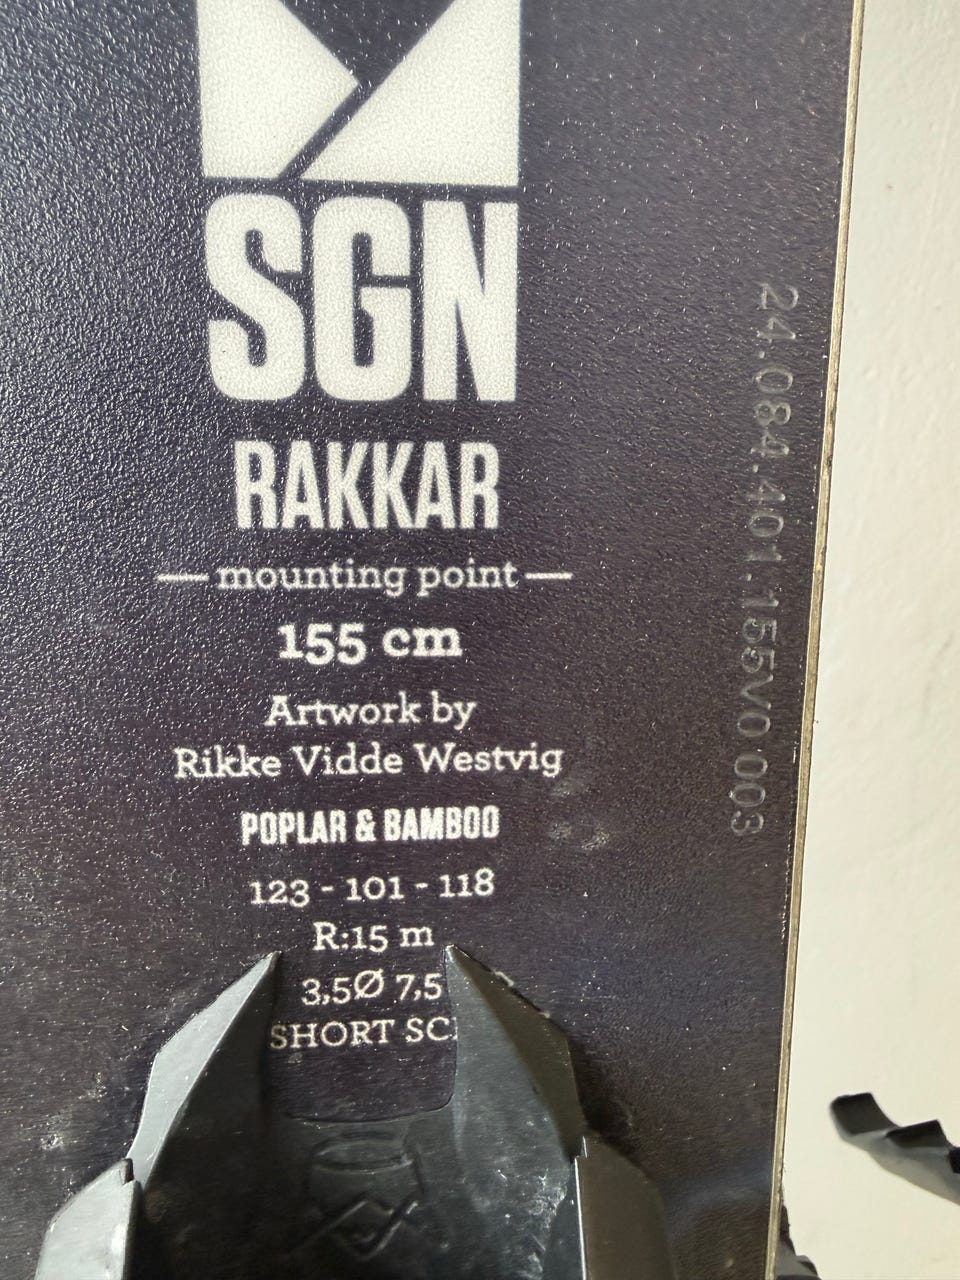 SGN
RAKKAR
mounting point
155 cm
Artwork by
Rikke Vidde Westvig
POPLAR & BAMBOO
123 - 101 - 118
R:15 m
3,5Ø 7,5
SHORT
24.084.401.155V0 003